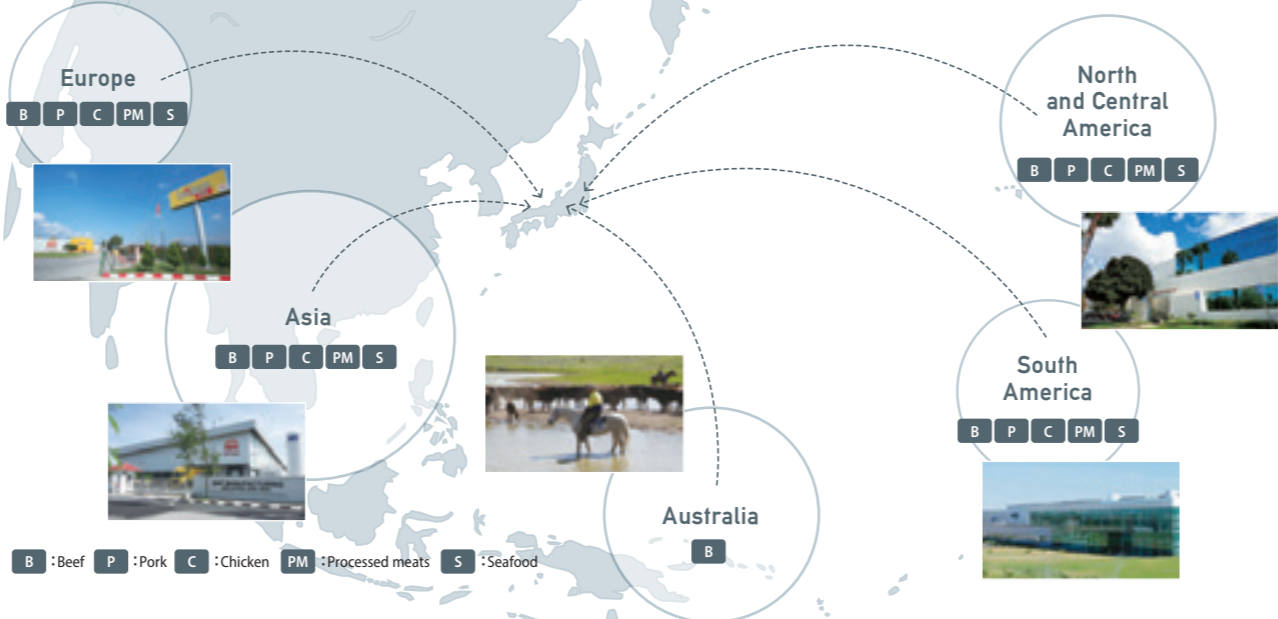 Europe
B P C PM S
North
and Central
America
B P C PM S
Asia
B P C PM S
South
America
B P C PM S
Australia
B
B :Beef P :Pork C :Chicken PM :Processed meats S :Seafood